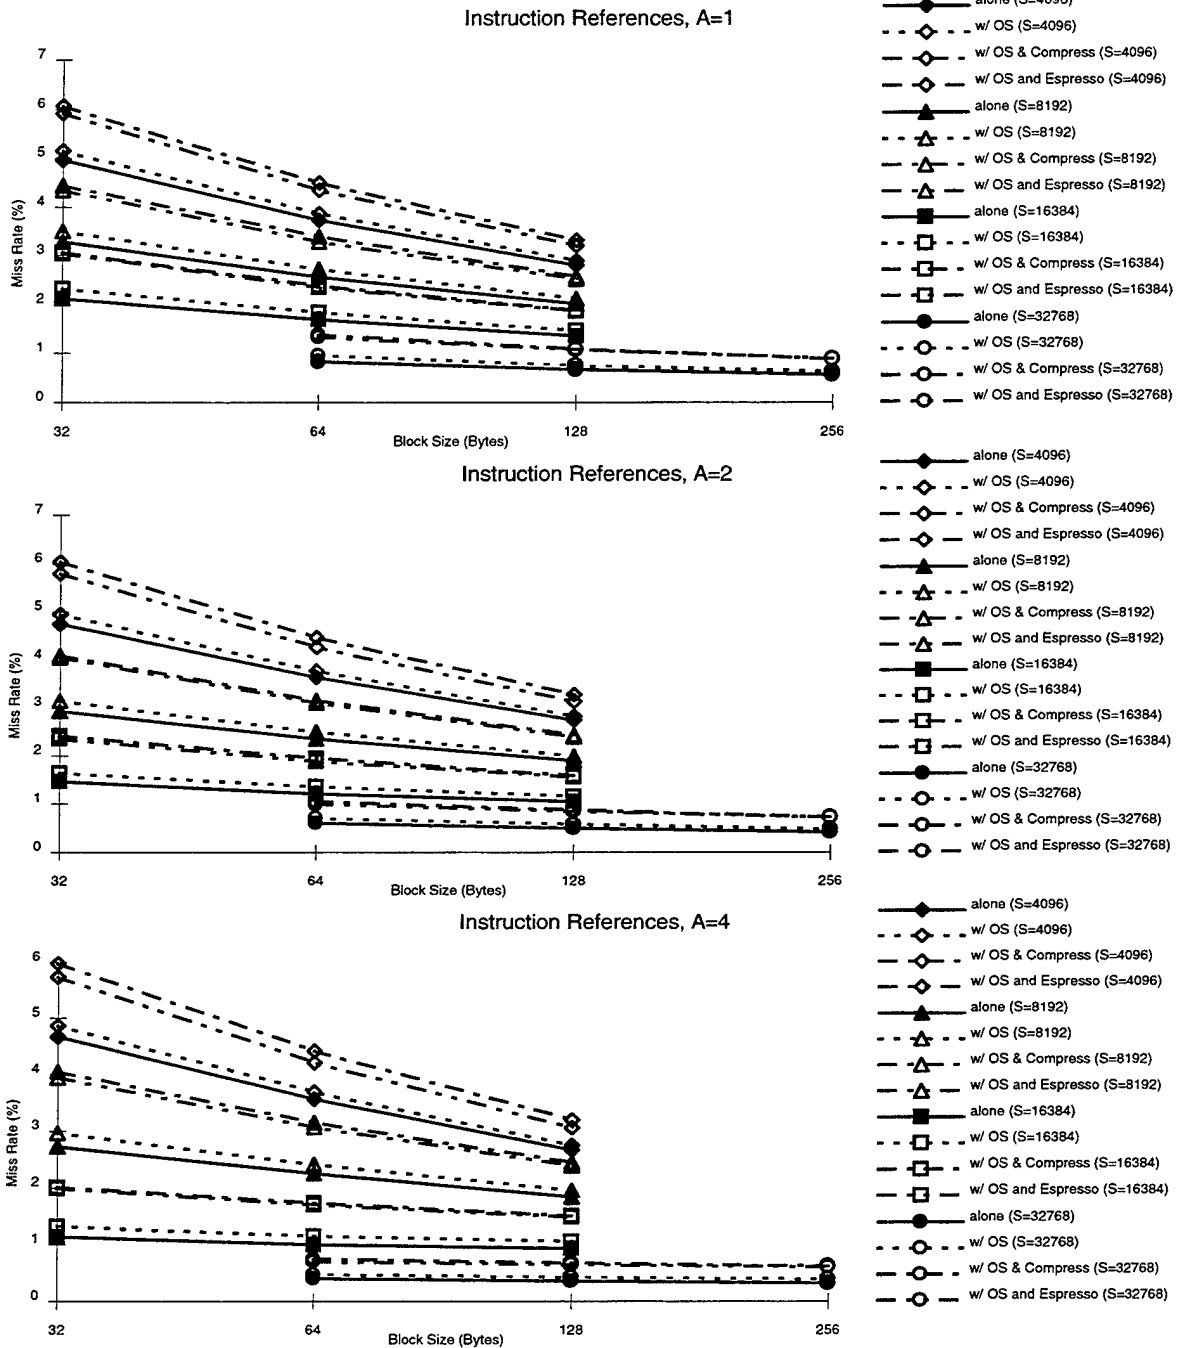 Instruction References, A=1
alone (S=4096)
w/ OS (S=4096)
w/ OS & Compress (S=4096)
w/ OS and Espresso (S=4096)
alone (S=8192)
w/ OS (S=8192)
w/ OS & Compress (S=8192)
w/ OS and Espresso (S=8192)
alone (S=16384)
w/ OS (S=16384)
w/ OS & Compress (S=16384)
w/ OS and Espresso (S=16384)
alone (S=32768)
w/ OS (S=32768)
w/ OS & Compress (S=32768)
w/ OS and Espresso (S=32768)
7
6
5
4
3
2
1
0
Miss Rate (%)
32
64
128
256
Block Size (Bytes)
Instruction References, A=2
alone (S=4096)
w/ OS (S=4096)
w/ OS & Compress (S=4096)
w/ OS and Espresso (S=4096)
alone (S=8192)
w/ OS (S=8192)
w/ OS & Compress (S=8192)
w/ OS and Espresso (S=8192)
alone (S=16384)
w/ OS (S=16384)
w/ OS & Compress (S=16384)
w/ OS and Espresso (S=16384)
alone (S=32768)
w/ OS (S=32768)
w/ OS & Compress (S=32768)
w/ OS and Espresso (S=32768)
7
6
5
4
3
2
1
0
Miss Rate (%)
32
64
128
256
Block Size (Bytes)
Instruction References, A=4
alone (S=4096)
w/ OS (S=4096)
w/ OS & Compress (S=4096)
w/ OS and Espresso (S=4096)
alone (S=8192)
w/ OS (S=8192)
w/ OS & Compress (S=8192)
w/ OS and Espresso (S=8192)
alone (S=16384)
w/ OS (S=16384)
w/ OS & Compress (S=16384)
w/ OS and Espresso (S=16384)
alone (S=32768)
w/ OS (S=32768)
w/ OS & Compress (S=32768)
w/ OS and Espresso (S=32768)
6
5
4
3
2
1
0
Miss Rate (%)
32
64
128
256
Block Size (Bytes)